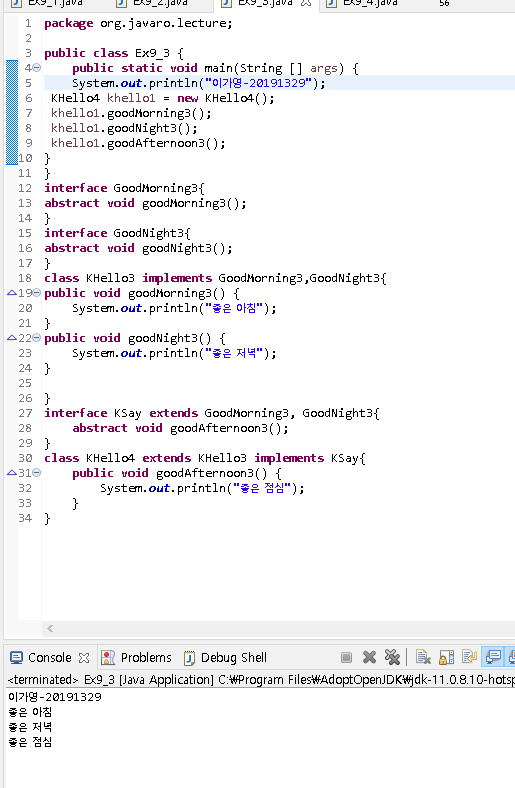 Ex9_1.java Ex9_2.java Ex9_3.java Ex9_4.java 56
1 package org.javaro.lecture;
2
3 public class Ex9_3 {
4 public static void main(String [] args) {
5 System.out.println("이가영-20191329");
6 KHello4 khello1 = new KHello4();
7 khello1.goodMorning3();
8 khello1.goodNight3();
9 khello1.goodAfternoon3();
10 }
11 }
12 interface GoodMorning3{
13 abstract void goodMorning3();
14 }
15 interface GoodNight3{
16 abstract void goodNight3();
17 }
18 class KHello3 implements GoodMorning3,GoodNight3{
19 public void goodMorning3() {
20 System.out.println("좋은 아침");
21 }
22 public void goodNight3() {
23 System.out.println("좋은 저녁");
24 }
25
26 }
27 interface KSay extends GoodMorning3, GoodNight3{
28 abstract void goodAfternoon3();
29 }
30 class KHello4 extends KHello3 implements KSay{
31 public void goodAfternoon3() {
32 System.out.println("좋은 점심");
33 }
34 }
Console Problems Debug Shell
<terminated> Ex9_3 [Java Application] C:₩Program Files₩AdoptOpenJDK₩jdk-11.0.8.10-hotsp
이가영-20191329
좋은 아침
좋은 저녁
좋은 점심